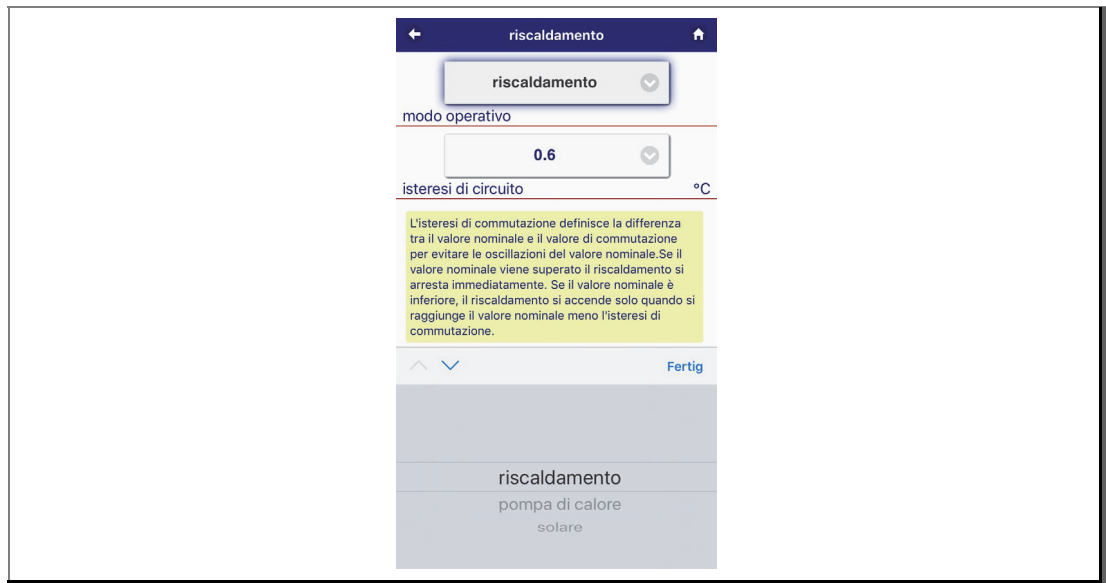 riscaldamento
riscaldamento
modo operativo
0.6
isteresi di circuito °C
L'isteresi di commutazione definisce la differenza
tra il valore nominale e il valore di commutazione
per evitare le oscillazioni del valore nominale.Se il
valore nominale viene superato il riscaldamento si
arresta immediatamente. Se il valore nominale è
inferiore, il riscaldamento si accende solo quando si
raggiunge il valore nominale meno l'isteresi di
commutazione.
Fertig
riscaldamento
pompa di calore
solare